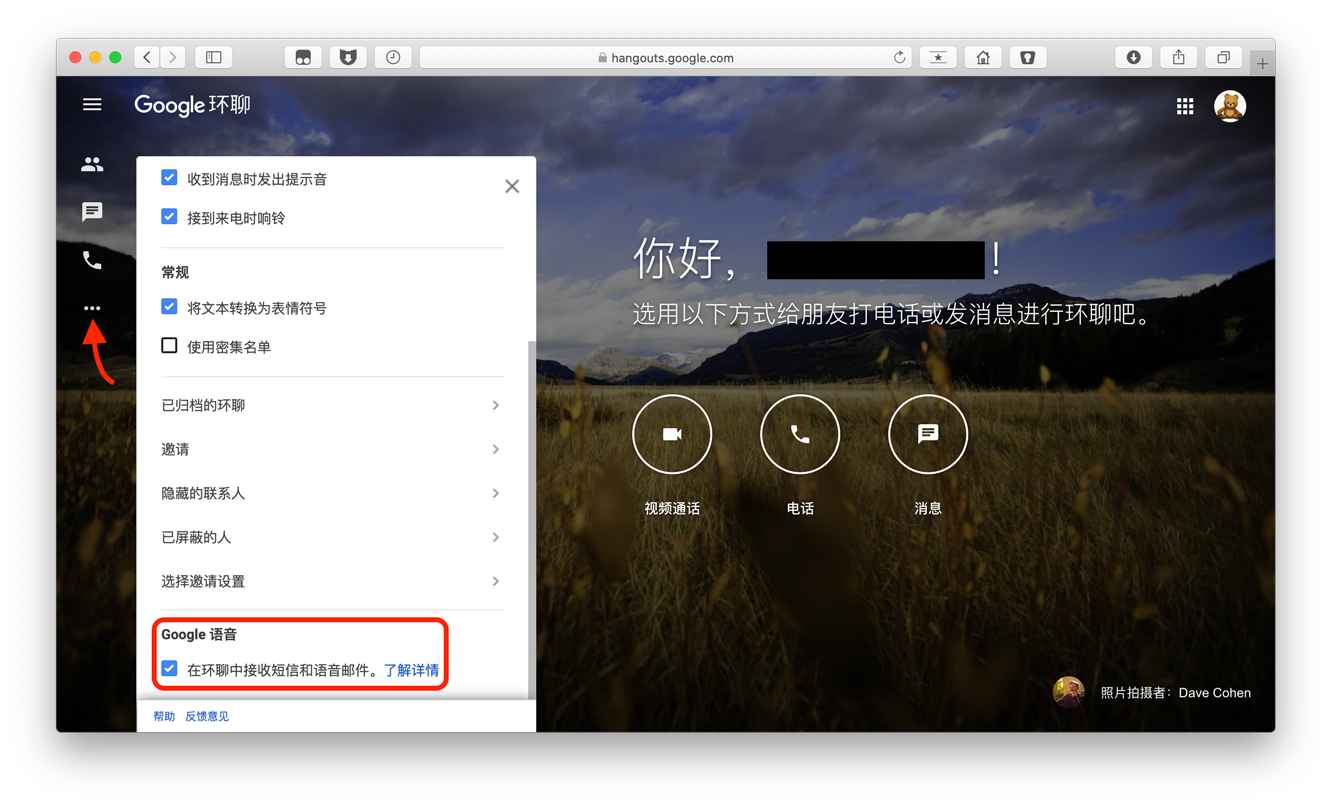 hangouts.google.com
Google 环聊
收到消息时发出提示音
接到来电时响铃
常规
将文本转换为表情符号
使用密集名单
已归档的环聊
邀请
隐藏的联系人
已屏蔽的人
选择邀请设置
Google 语音
在环聊中接收短信和语音邮件。了解详情
帮助 反馈意见
你好， ！
选用以下方式给朋友打电话或发消息进行环聊吧。
视频通话 电话 消息
照片拍摄者：Dave Cohen